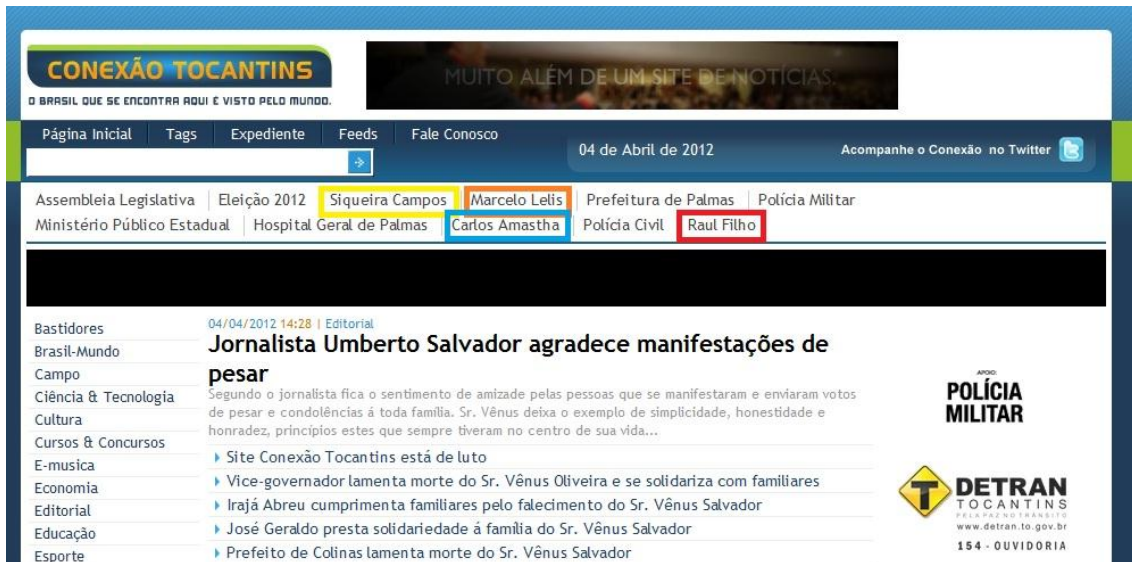 CONEXÃO TOCANTINS
O BRASIL QUE SE ENCONTRA AQUI É VISTO PELO MUNDO.
MUITO ALÉM DE UM SITE DE NOTÍCIAS.
Página Inicial Tags Expediente Feeds Fale Conosco
04 de Abril de 2012
Acompanhe o Conexão no Twitter
Assembleia Legislativa Eleição 2012 Siqueira Campos Marcelo Lelis Prefeitura de Palmas Polícia Militar
Ministério Público Estadual Hospital Geral de Palmas Carlos Amastha Polícia Civil Raul Filho
Bastidores
Brasil-Mundo
Campo
Ciência & Tecnologia
Cultura
Cursos & Concursos
E-musica
Economia
Editorial
Educação
Esporte
04/04/2012 14:28 | Editorial
Jornalista Umberto Salvador agradece manifestações de
pesar
Segundo o jornalista fica o sentimento de amizade pelas pessoas que se manifestaram e enviaram votos
de pesar e condolências á toda família. Sr. Vênus deixa o exemplo de simplicidade, honestidade e
honradez, princípios estes que sempre tiveram no centro de sua vida...
Site Conexão Tocantins está de luto
Vice-governador lamenta morte do Sr. Vênus Oliveira e se solidariza com familiares
Irajá Abreu cumprimenta familiares pelo falecimento do Sr. Vênus Salvador
José Geraldo presta solidariedade á família do Sr. Vênus Salvador
Prefeito de Colinas lamenta morte do Sr. Vênus Salvador
APOIO:
POLÍCIA
MILITAR
DETRAN
TOCANTINS
PELA PAZ NO TRÂNSITO
www.detran.to.gov.br
154 - OUVIDORIA